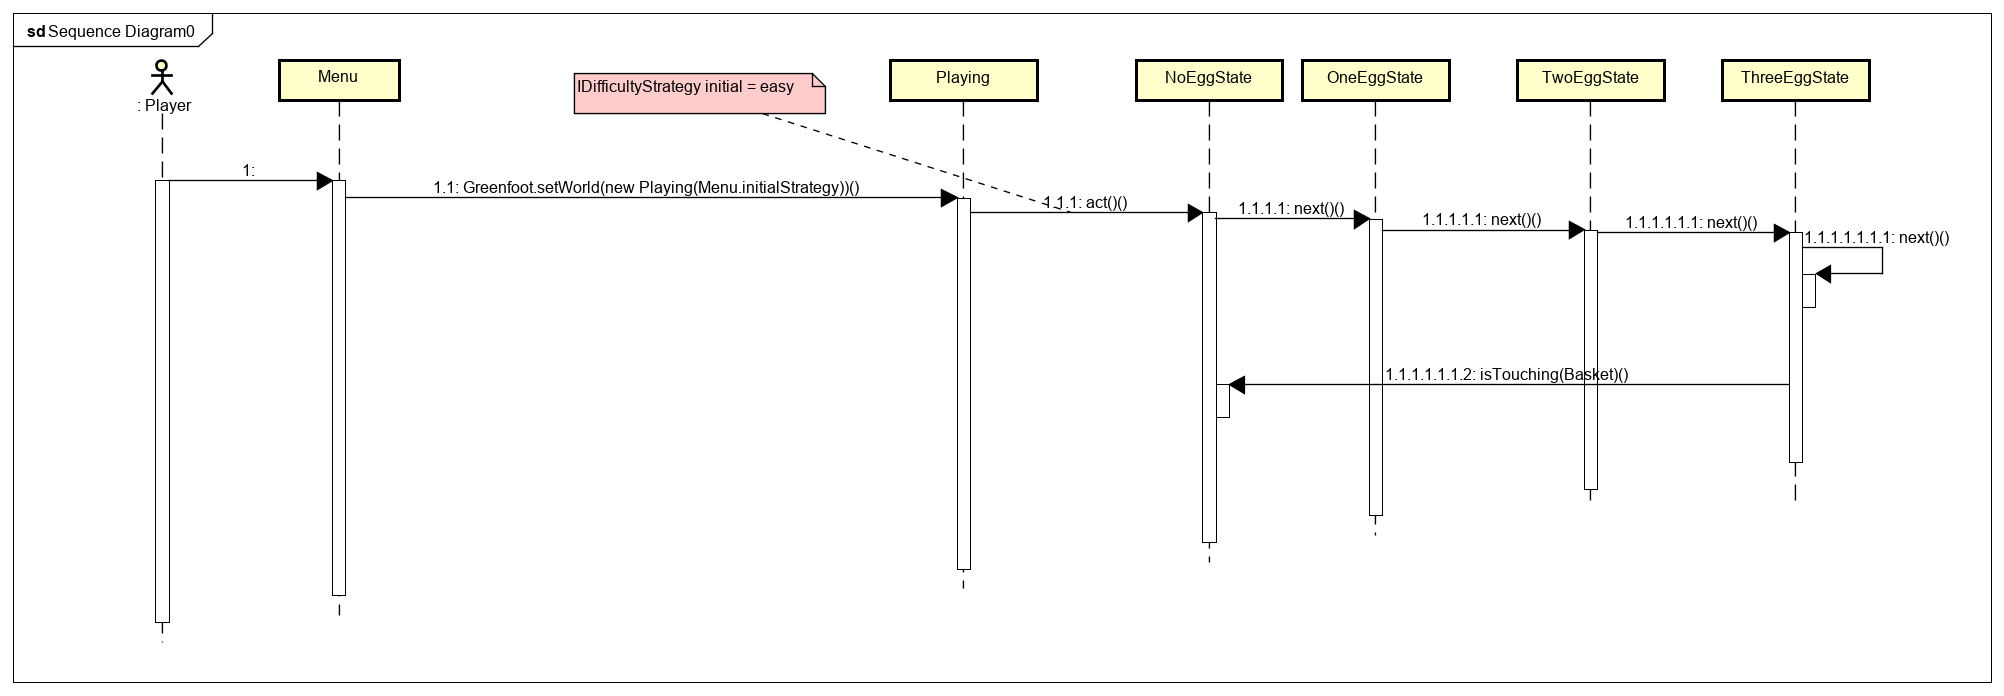 sd Sequence Diagram0
: Player
Menu
IDifficultyStrategy initial = easy
Playing
NoEggState
OneEggState
TwoEggState
ThreeEggState
1:
1.1: Greenfoot.setWorld(new Playing(Menu.initialStrategy))()
1.1.1: act()()
1.1.1.1: next()()
1.1.1.1.1: next()()
1.1.1.1.1.1: next()()
1.1.1.1.1.1.1: next()()
1.1.1.1.1.1.2: isTouching(Basket)()